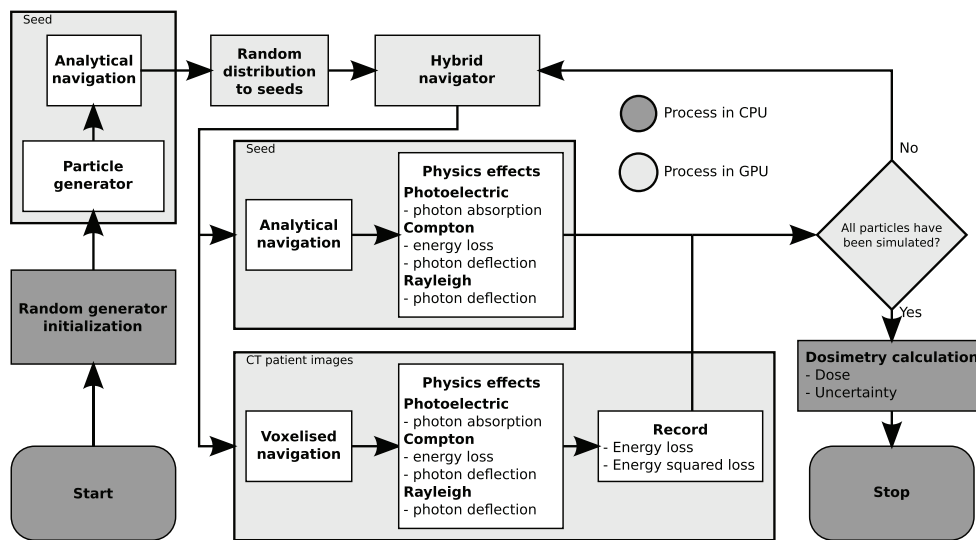 Seed
Analytical
navigation
Particle
generator
Random generator
initialization
Start
Random
distribution
to seeds
Hybrid
navigator
Process in CPU
Process in GPU
Seed
Analytical
navigation
Physics effects
Photoelectric
- photon absorption
Compton
- energy loss
- photon deflection
Rayleigh
- photon deflection
CT patient images
Voxelised
navigation
Physics effects
Photoelectric
- photon absorption
Compton
- energy loss
- photon deflection
Rayleigh
- photon deflection
Record
- Energy loss
- Energy squared loss
No
All particles have
been simulated?
Yes
Dosimetry calculation
- Dose
- Uncertainty
Stop